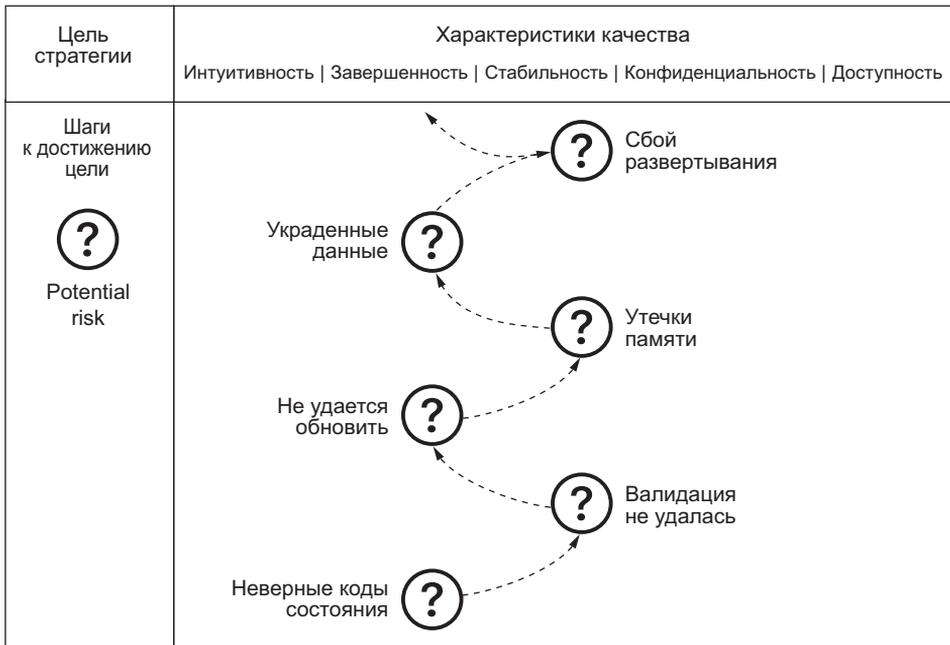 Цель
стратегии
Характеристики качества
Интуитивность | Завершенность | Стабильность | Конфиденциальность | Доступность
Шаги
к достижению
цели
?
Potential
risk
?
Сбой
развертывания
Украденные
данные
?
?
Утечки
памяти
Не удается
обновить
?
?
Валидация
не удалась
Неверные коды
состояния
?